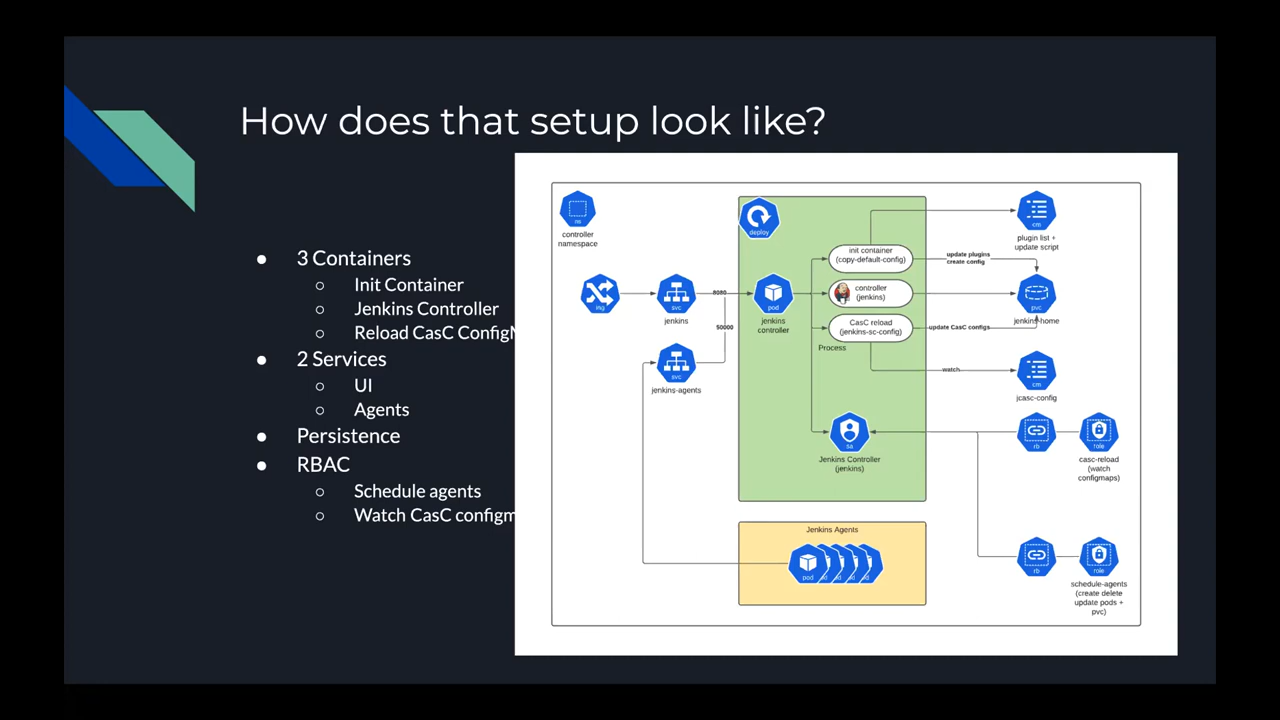 How does that setup look like?
● 3 Containers
○ Init Container
○ Jenkins Controller
○ Reload CasC Config
● 2 Services
○ UI
○ Agents
● Persistence
● RBAC
○ Schedule agents
○ Watch CasC configm
ns
controller
namespace
ing
svc
jenkins
8080
50000
svc
jenkins-agents
deploy
pod
jenkins
controller
init container
(copy-default-config)
controller
(jenkins)
CasC reload
(jenkins-sc-config)
Process
sa
Jenkins Controller
(jenkins)
cm
plugin list +
update script
update plugins
create config
pvc
jenkins-home
update CasC configs
watch
cm
jcasc-config
rb
role
casc-reload
(watch
configmaps)
rb
role
schedule-agents
(create delete
update pods +
pvc)
Jenkins Agents
pod